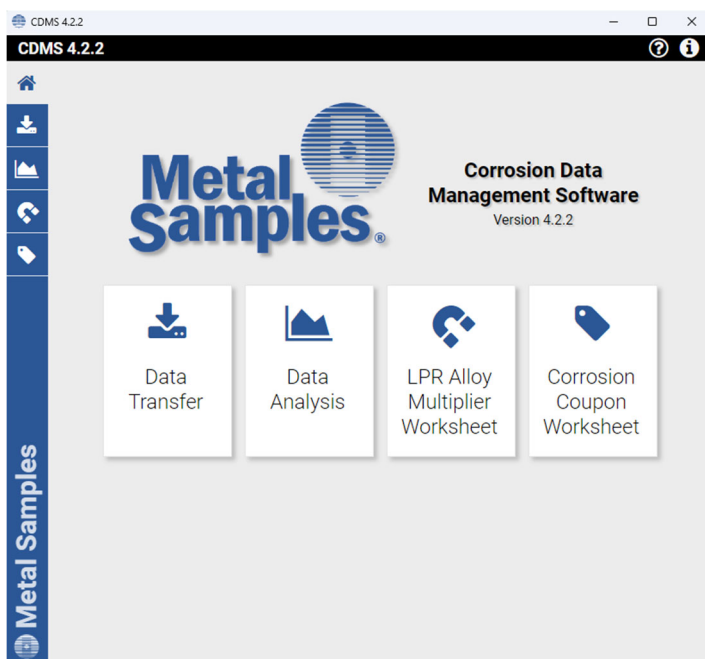 CDMS 4.2.2
CDMS 4.2.2
Metal
Samples®
Corrosion Data
Management Software
Version 4.2.2
Data
Transfer
Data
Analysis
LPR Alloy
Multiplier
Worksheet
Corrosion
Coupon
Worksheet
Metal Samples